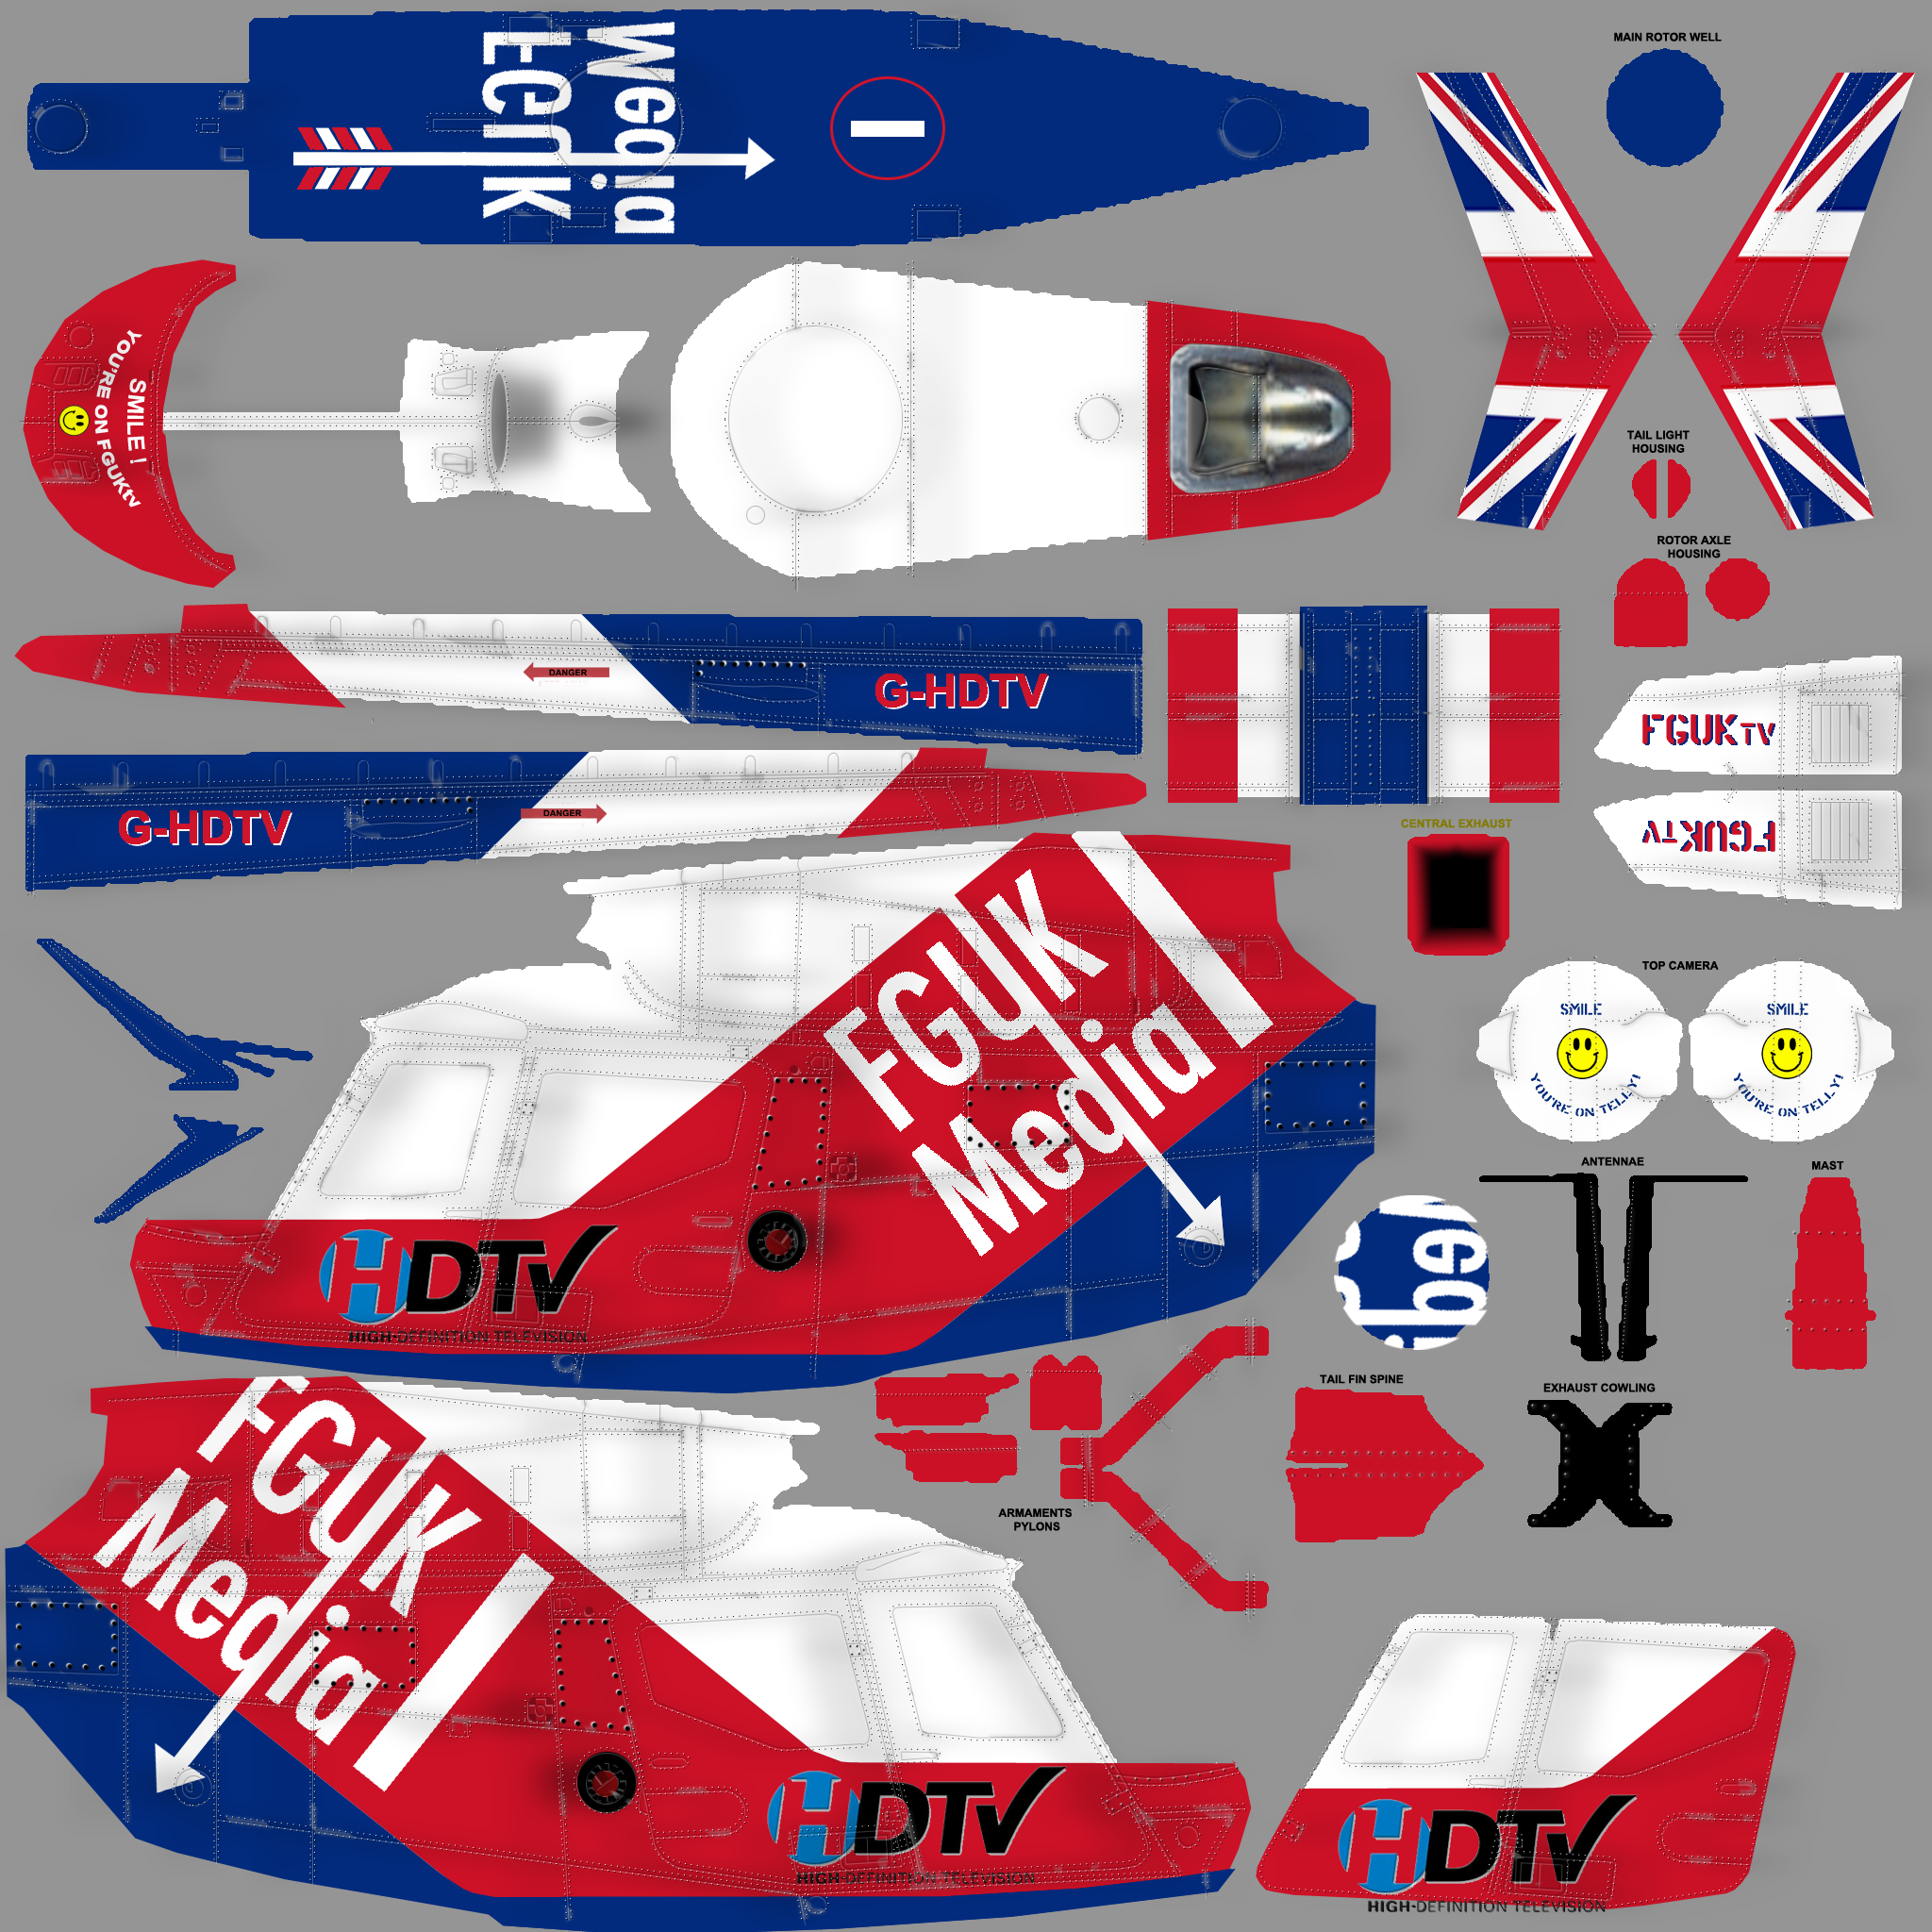 Media
FGUK
MAIN ROTOR WELL
SMILE !
YOU'RE ON FGUKtv
TAIL LIGHT
HOUSING
ROTOR AXLE
HOUSING
DANGER
G-HDTV
FGUKTV
DANGER
G-HDTV
FGUKTV
CENTRAL EXHAUST
FGUK
Media
TOP CAMERA
SMILE
YOU'RE ON TELLY!
SMILE
YOU'RE ON TELLY!
ANTENNAE
MAST
HDTV
HIGH-DEFINITION TELEVISION
TAIL FIN SPINE
EXHAUST COWLING
FGUK
Media
ARMAMENTS
PYLONS
HDTV
HIGH-DEFINITION TELEVISION
HDTV
HIGH-DEFINITION TELEVISION